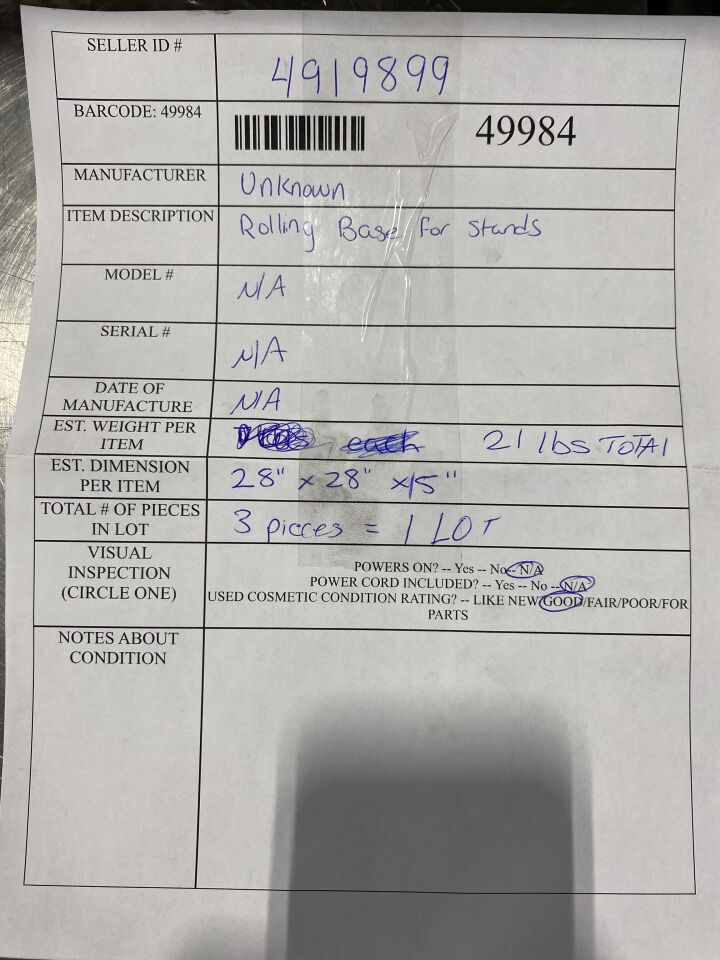 SELLER ID #
4919899
BARCODE: 49984
49984
MANUFACTURER
Unknown
ITEM DESCRIPTION
Rolling Base for Stands
MODEL #
N/A
SERIAL #
N/A
DATE OF
MANUFACTURE
N/A
EST. WEIGHT PER
ITEM
each 21 lbs TOTAL
EST. DIMENSION
PER ITEM
28" x 28" x 15"
TOTAL # OF PIECES
IN LOT
3 pieces = 1 LOT
VISUAL
INSPECTION
(CIRCLE ONE)
POWERS ON? -- Yes -- No -- N/A
POWER CORD INCLUDED? -- Yes -- No -- N/A
USED COSMETIC CONDITION RATING? -- LIKE NEW/GOOD/FAIR/POOR/FOR
PARTS
NOTES ABOUT
CONDITION